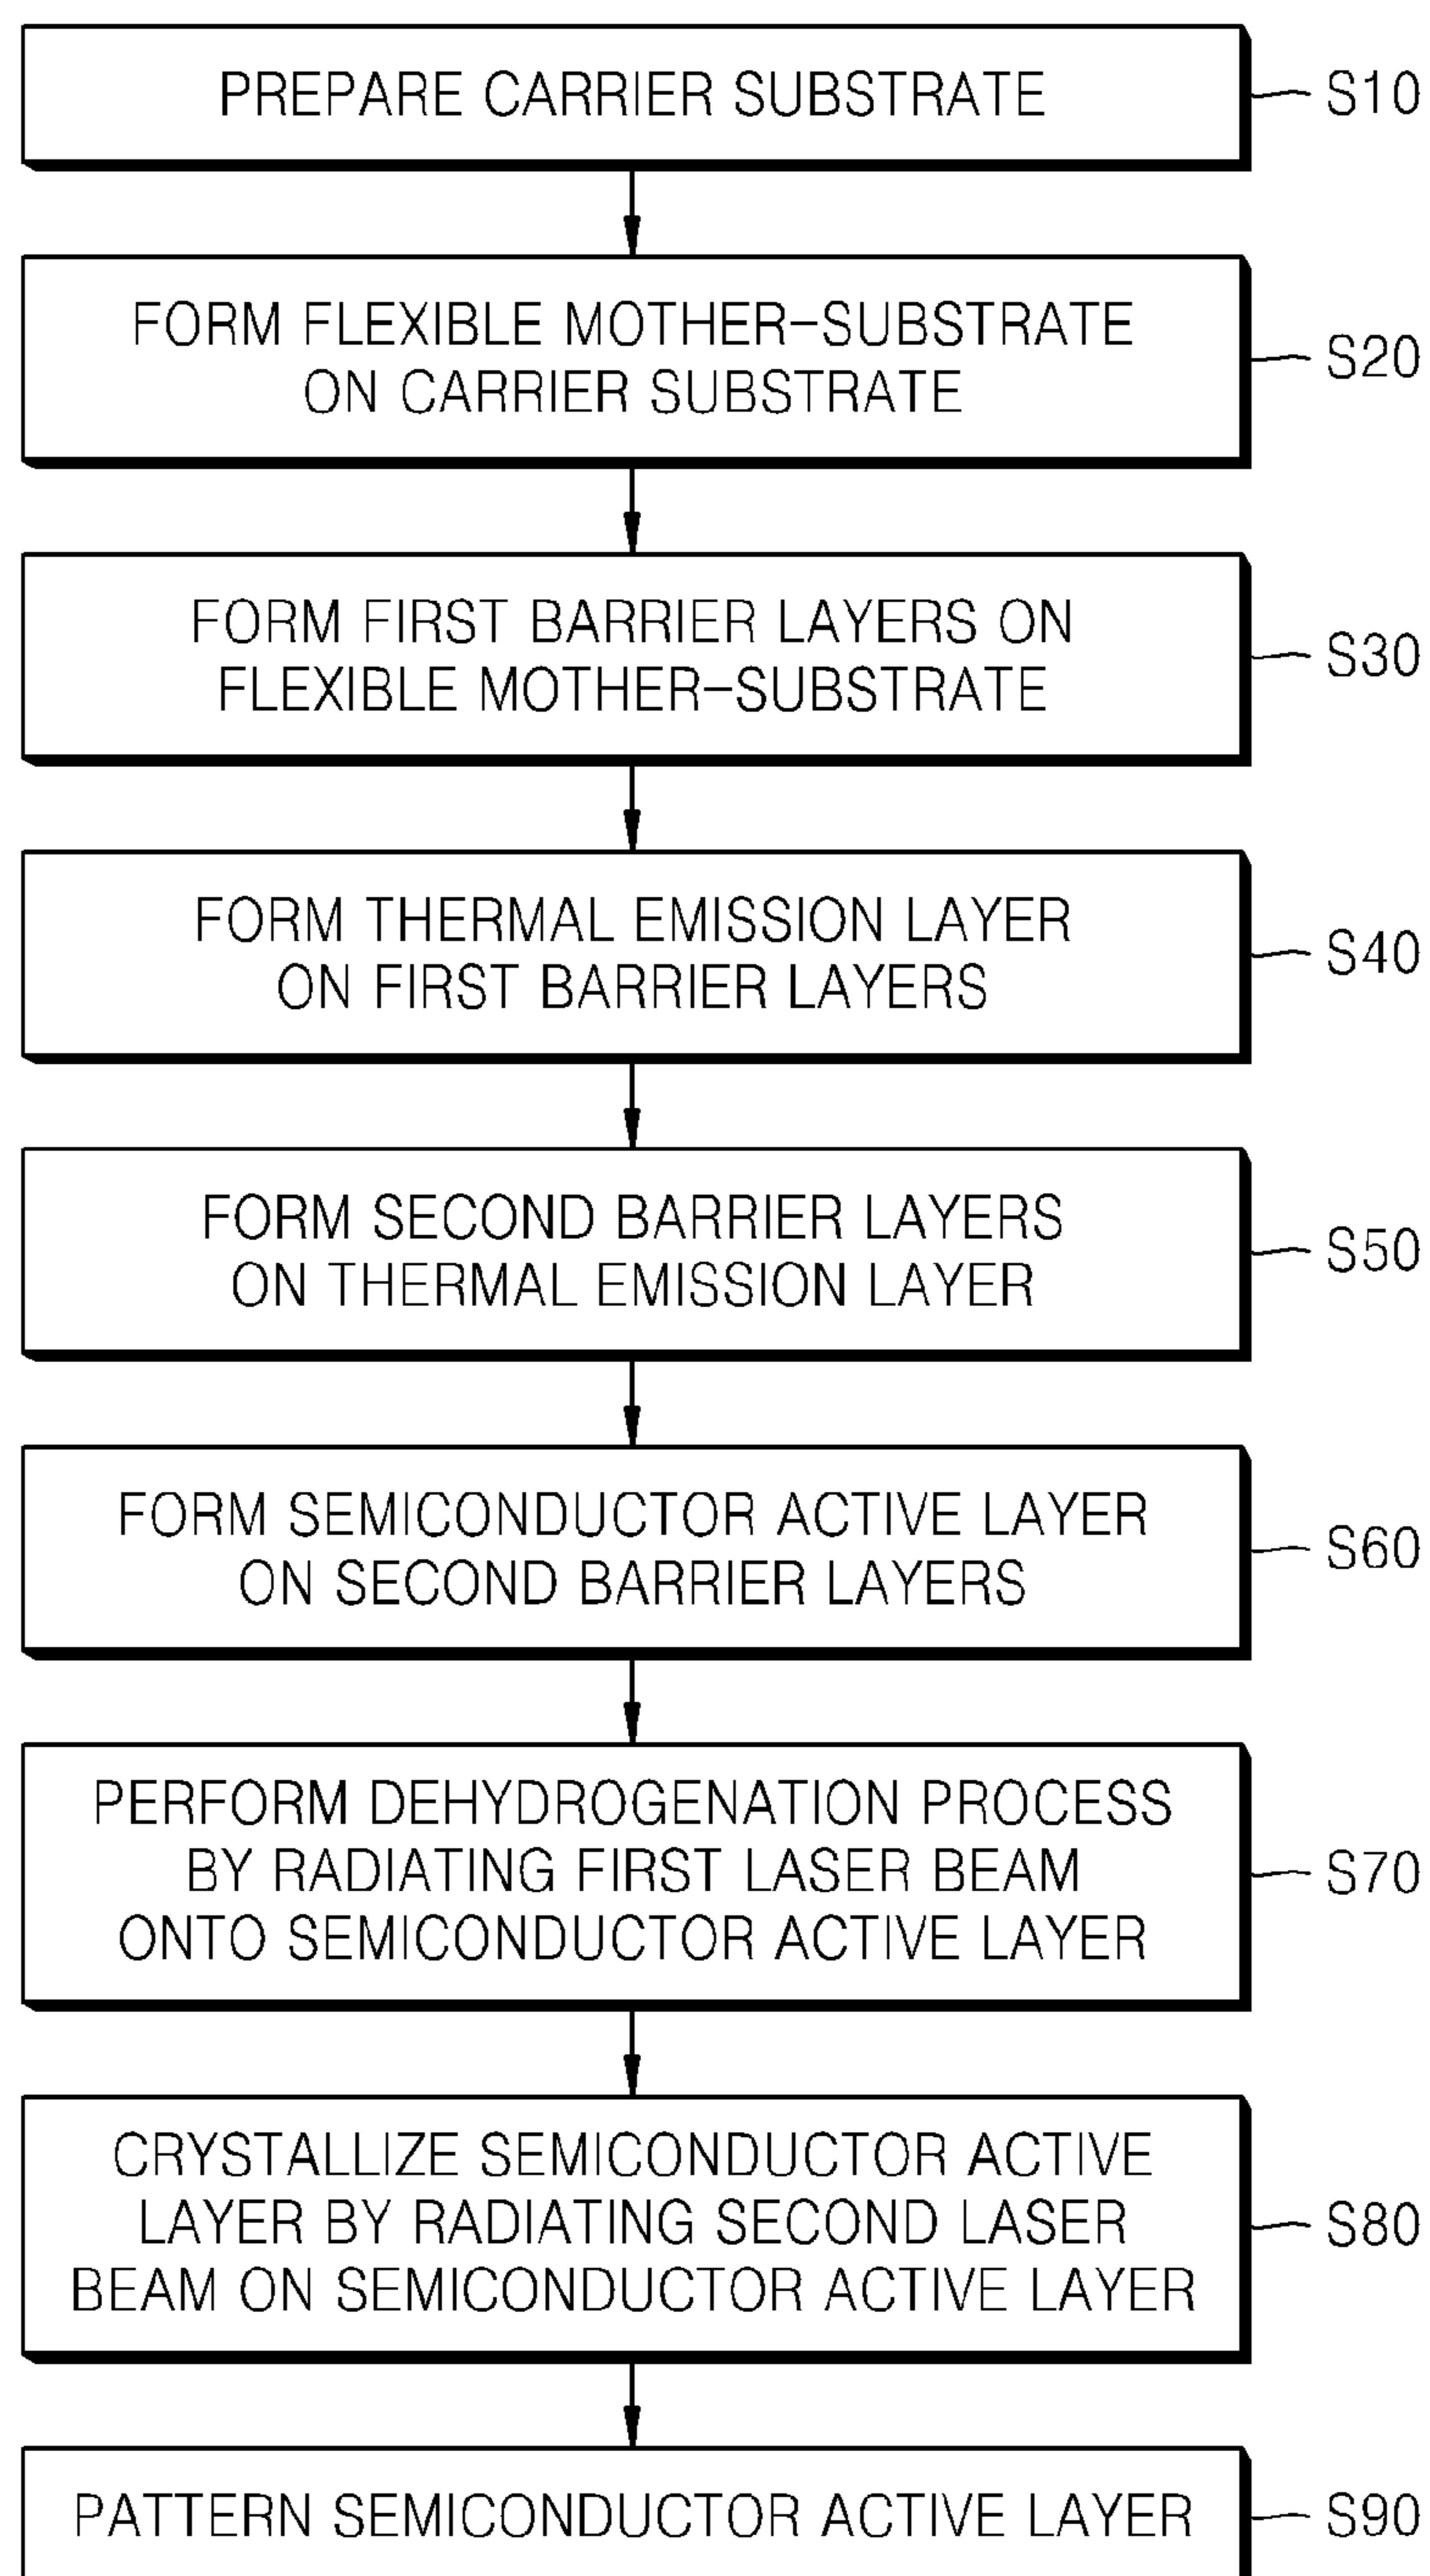 PREPARE CARRIER SUBSTRATE
S10
FORM FLEXIBLE MOTHER-SUBSTRATE
ON CARRIER SUBSTRATE
S20
FORM FIRST BARRIER LAYERS ON
FLEXIBLE MOTHER-SUBSTRATE
S30
FORM THERMAL EMISSION LAYER
ON FIRST BARRIER LAYERS
S40
FORM SECOND BARRIER LAYERS
ON THERMAL EMISSION LAYER
S50
FORM SEMICONDUCTOR ACTIVE LAYER
ON SECOND BARRIER LAYERS
S60
PERFORM DEHYDROGENATION PROCESS
BY RADIATING FIRST LASER BEAM
ONTO SEMICONDUCTOR ACTIVE LAYER
S70
CRYSTALLIZE SEMICONDUCTOR ACTIVE
LAYER BY RADIATING SECOND LASER
BEAM ON SEMICONDUCTOR ACTIVE LAYER
S80
PATTERN SEMICONDUCTOR ACTIVE LAYER
S90